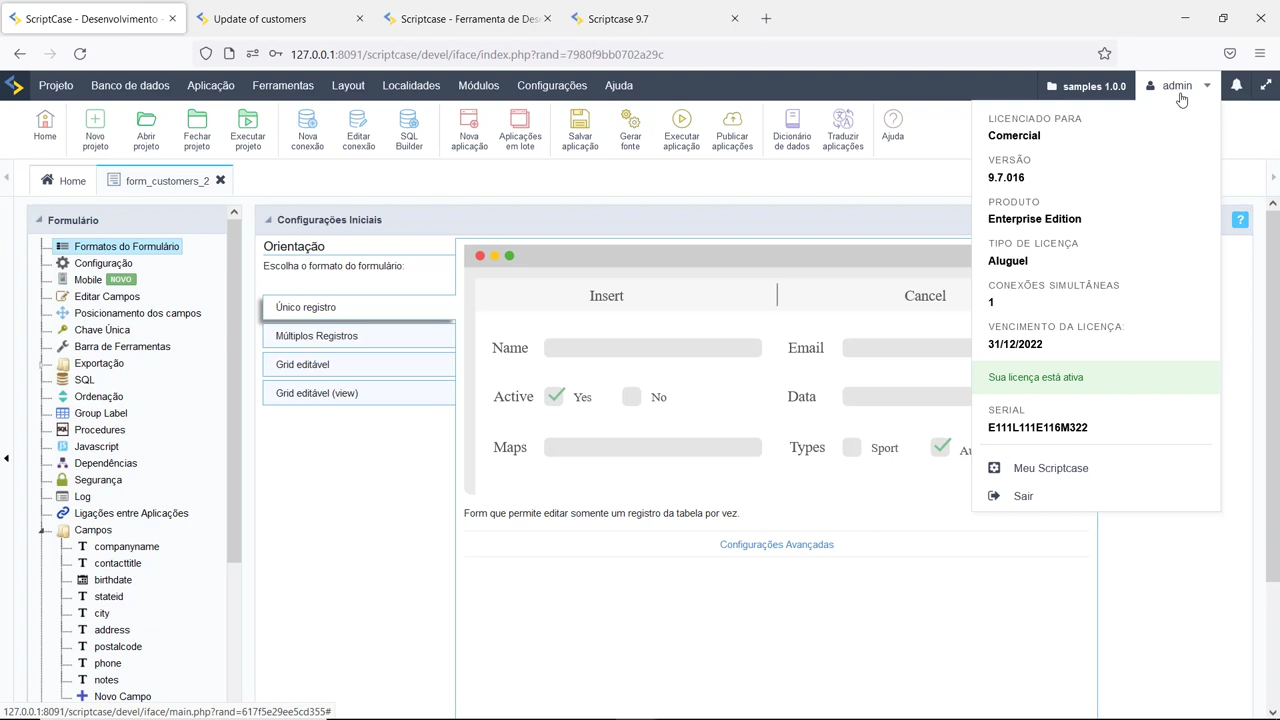 ScriptCase - Desenvolvimento -
Update of customers
Scriptcase - Ferramenta de Des
Scriptcase 9.7
127.0.0.1:8091/scriptcase/devel/iface/index.php?rand=7980f9bb0702a29c
Projeto
Banco de dados
Aplicação
Ferramentas
Layout
Localidades
Módulos
Configurações
Ajuda
samples 1.0.0
admin
Home
Novo projeto
Abrir projeto
Fechar projeto
Executar projeto
Nova conexão
Editar conexão
SQL Builder
Nova aplicação
Aplicações em lote
Salvar aplicação
Gerar fonte
Executar aplicação
Publicar aplicações
Dicionário de dados
Traduzir aplicações
Ajuda
Home
form_customers_2
Formulário
Formatos do Formulário
Configuração
Mobile NOVO
Editar Campos
Posicionamento dos campos
Chave Única
Barra de Ferramentas
Exportação
SQL
Ordenação
Group Label
Procedures
Javascript
Dependências
Segurança
Log
Ligações entre Aplicações
Campos
companyname
contacttitle
birthdate
stateid
city
address
postalcode
phone
notes
Novo Campo
Configurações Iniciais
?
Orientação
Escolha o formato do formulário:
Único registro
Múltiplos Registros
Grid editável
Grid editável (view)
Insert
Cancel
Name
Email
Active
Yes
No
Data
Maps
Types
Sport
Form que permite editar somente um registro da tabela por vez.
Configurações Avançadas
LICENCIADO PARA
Comercial
VERSÃO
9.7.016
PRODUTO
Enterprise Edition
TIPO DE LICENÇA
Aluguel
CONEXÕES SIMULTÂNEAS
1
VENCIMENTO DA LICENÇA:
31/12/2022
Sua licença está ativa
SERIAL
E111L111E116M322
Meu Scriptcase
Sair
127.0.0.1:8091/scriptcase/devel/iface/main.php?rand=617f5e29ee5cd355#